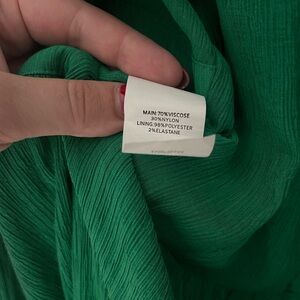 MAIN:70%VISCOSE
30%NYLON
LINING:98%POLYESTER
2%ELASTANE